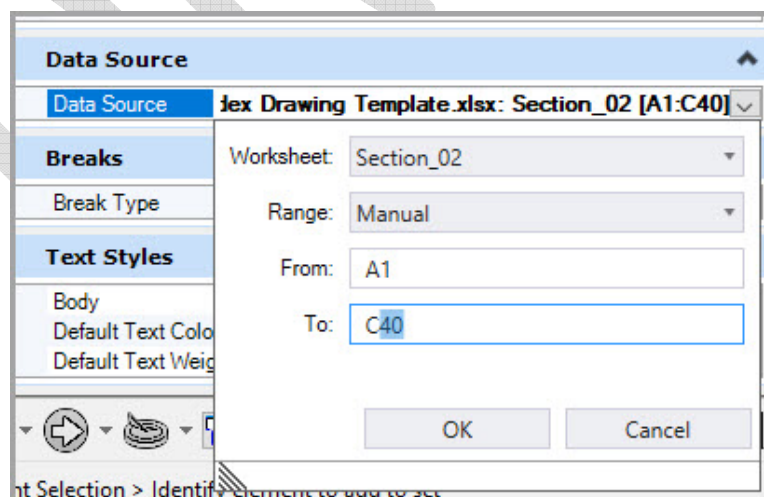 Data Source
Data Source dex Drawing Template.xlsx: Section_02 [A1:C40]
Worksheet: Section_02
Breaks
Break Type
Range: Manual
Text Styles
From: A1
Body
To: C40
Default Text Colo
Default Text Weig
OK Cancel
nt Selection > Identify element to add to set